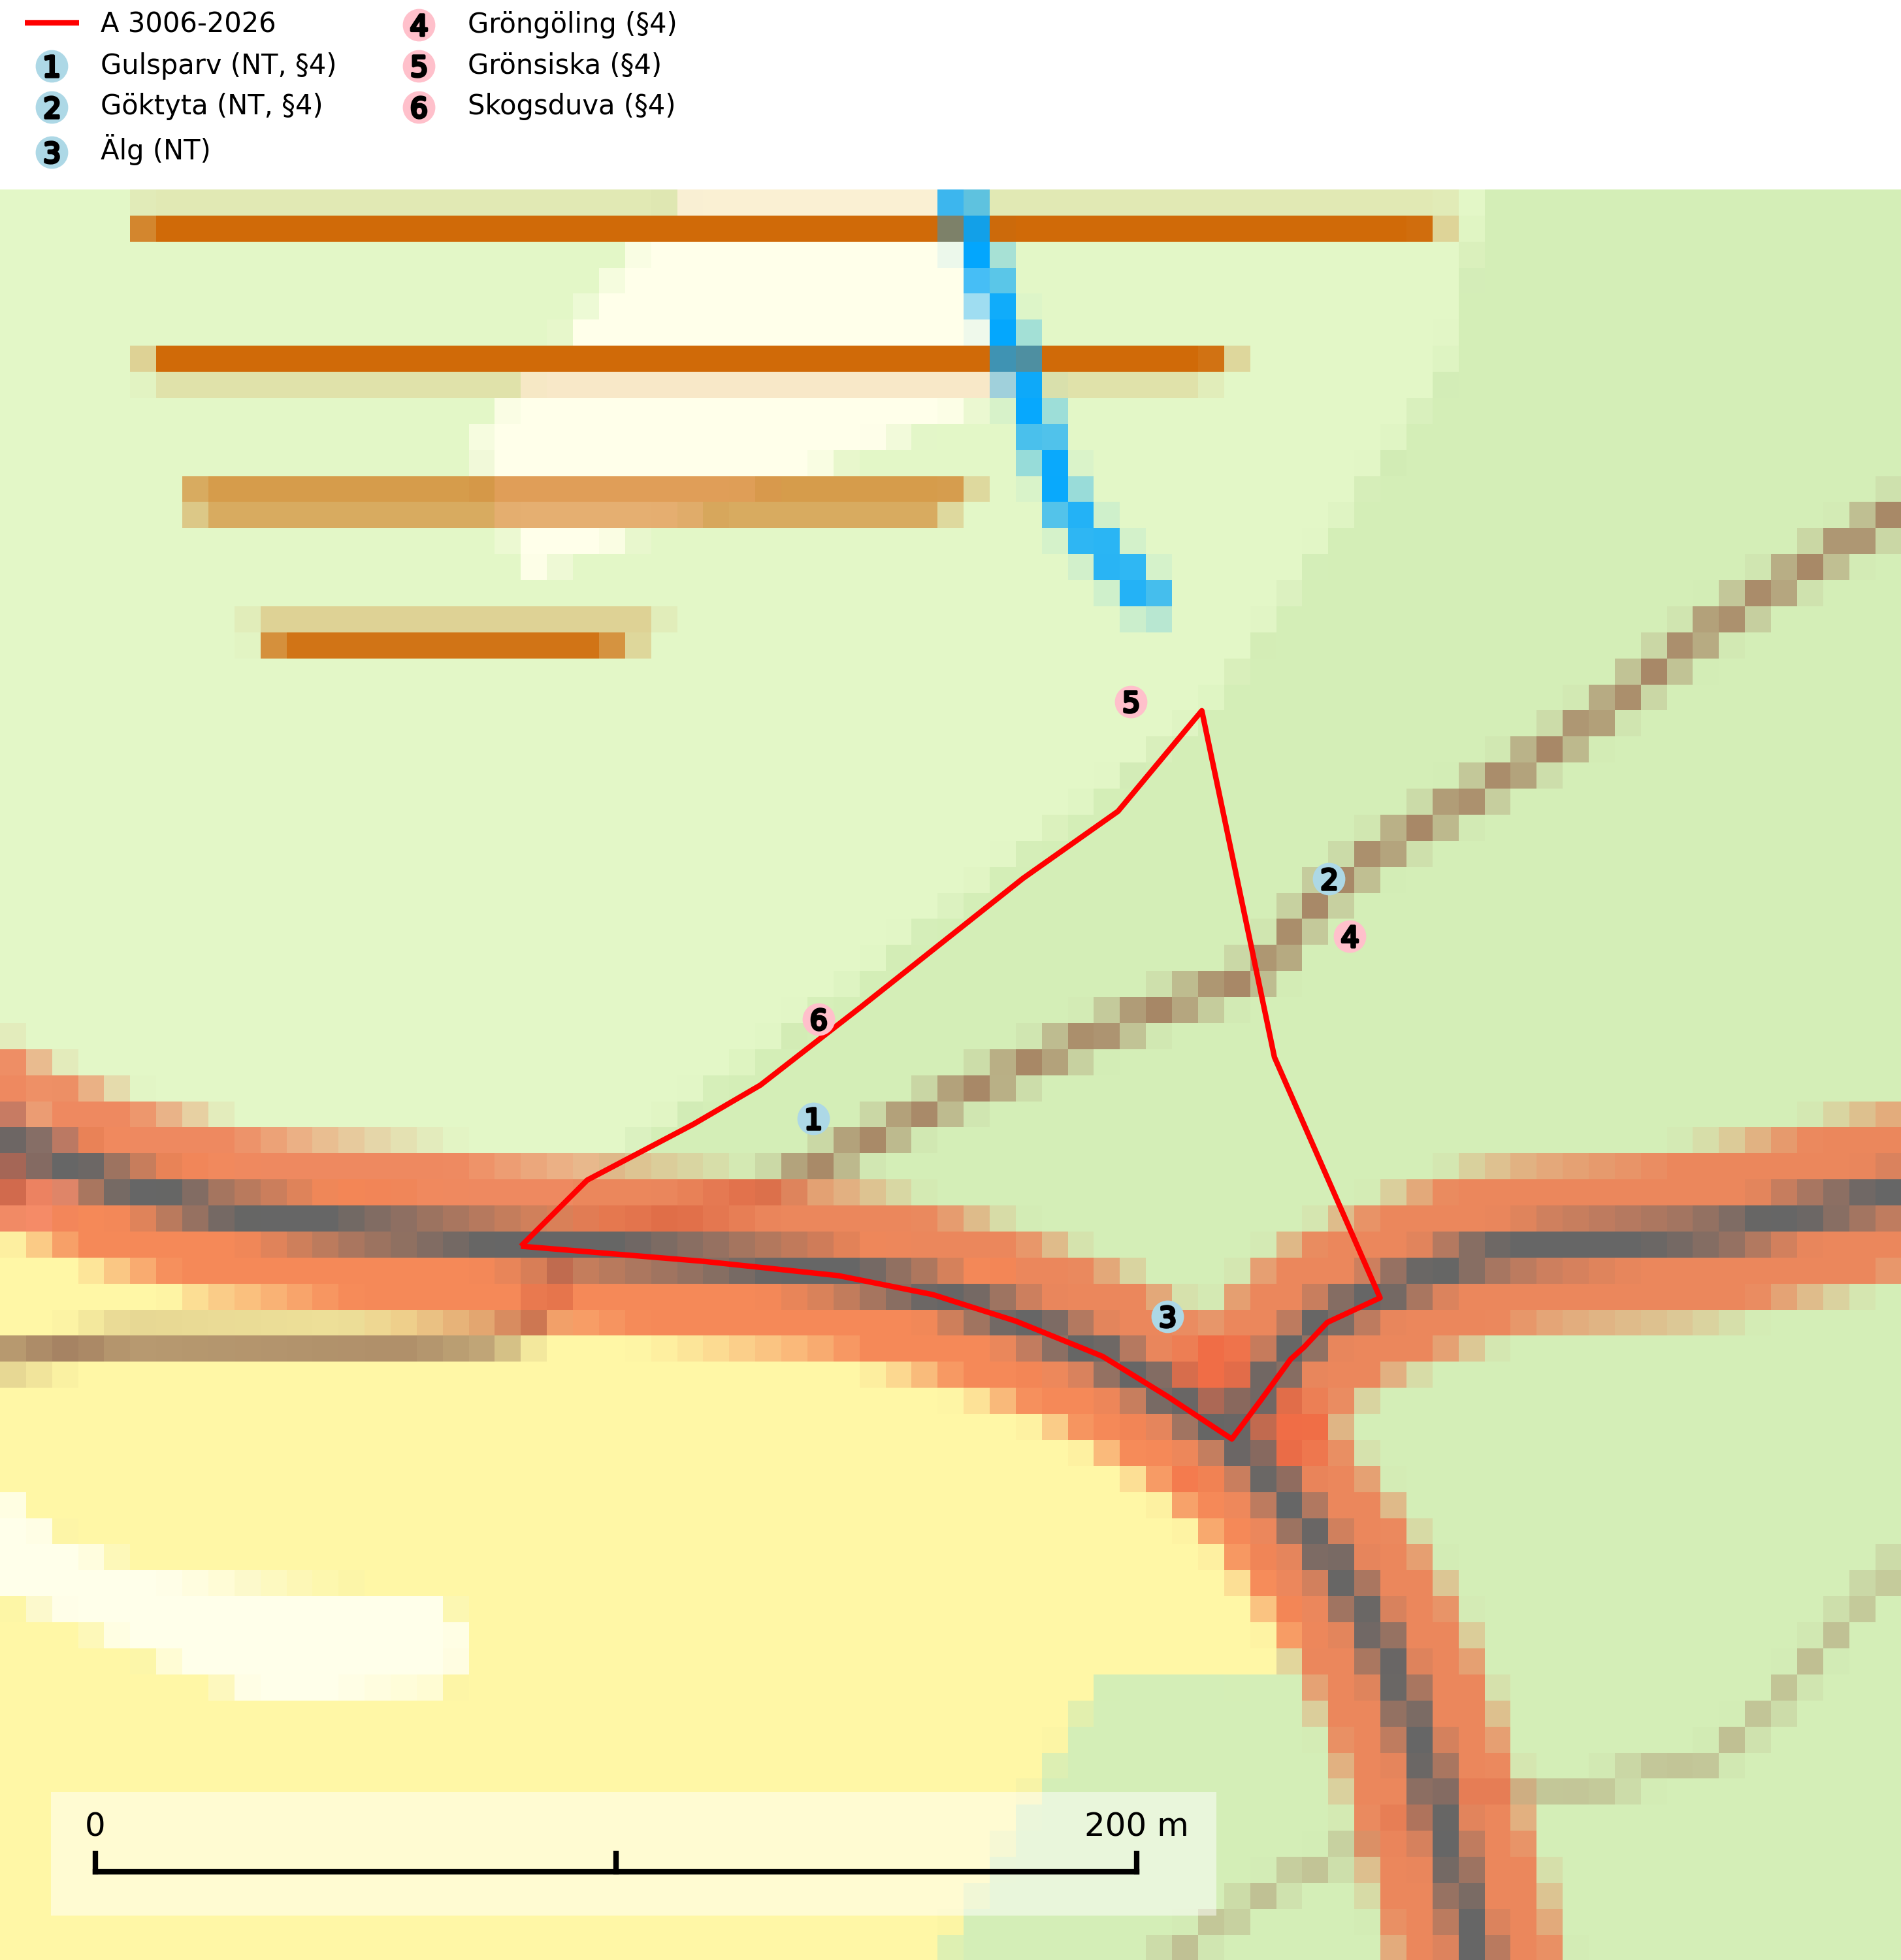 A 3006-2026
1 Gulsparv (NT, §4)
2 Göktyta (NT, §4)
3 Älg (NT)
4 Gröngöling (§4)
5 Grönsiska (§4)
6 Skogsduva (§4)
5
2
4
6
1
3
0 200 m